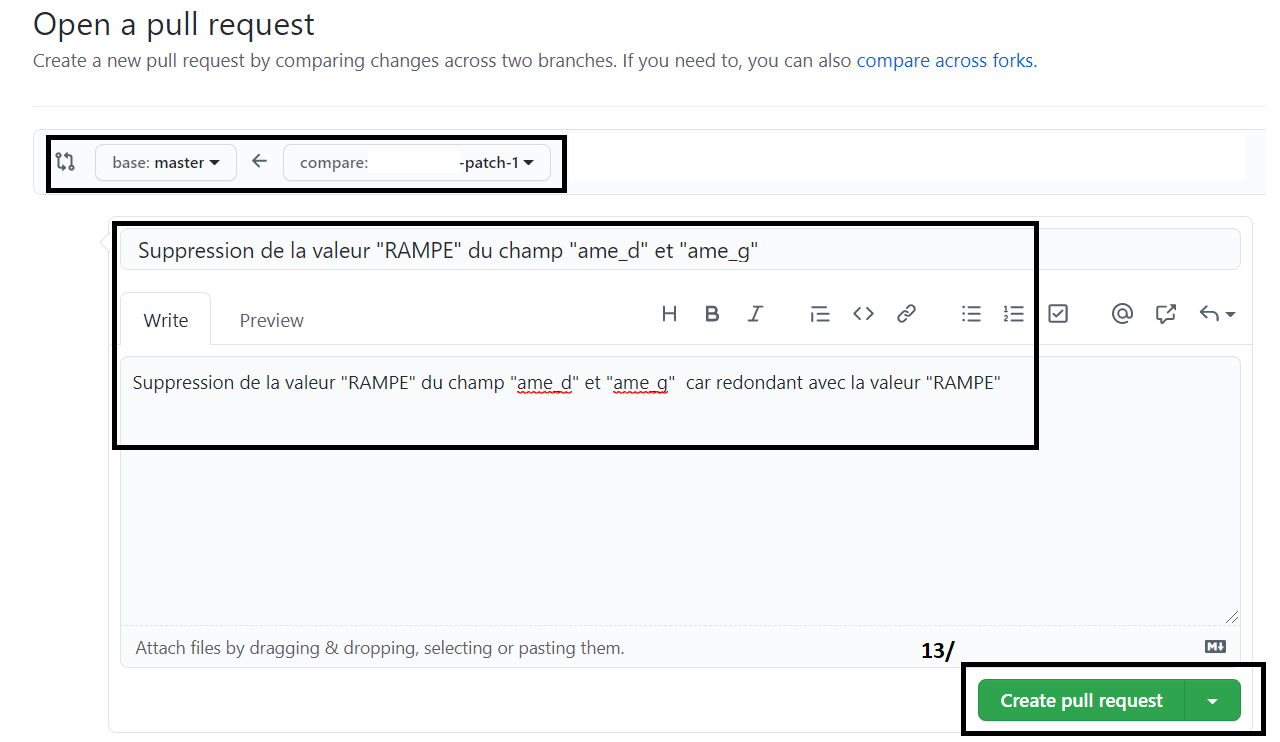 Open a pull request
Create a new pull request by comparing changes across two branches. If you need to, you can also compare across forks.
base: master compare: -patch-1
Suppression de la valeur "RAMPE" du champ "ame_d" et "ame_g"
Write Preview
Suppression de la valeur "RAMPE" du champ "ame_d" et "ame_g"  car redondant avec la valeur "RAMPE"
Attach files by dragging & dropping, selecting or pasting them.
13/
Create pull request